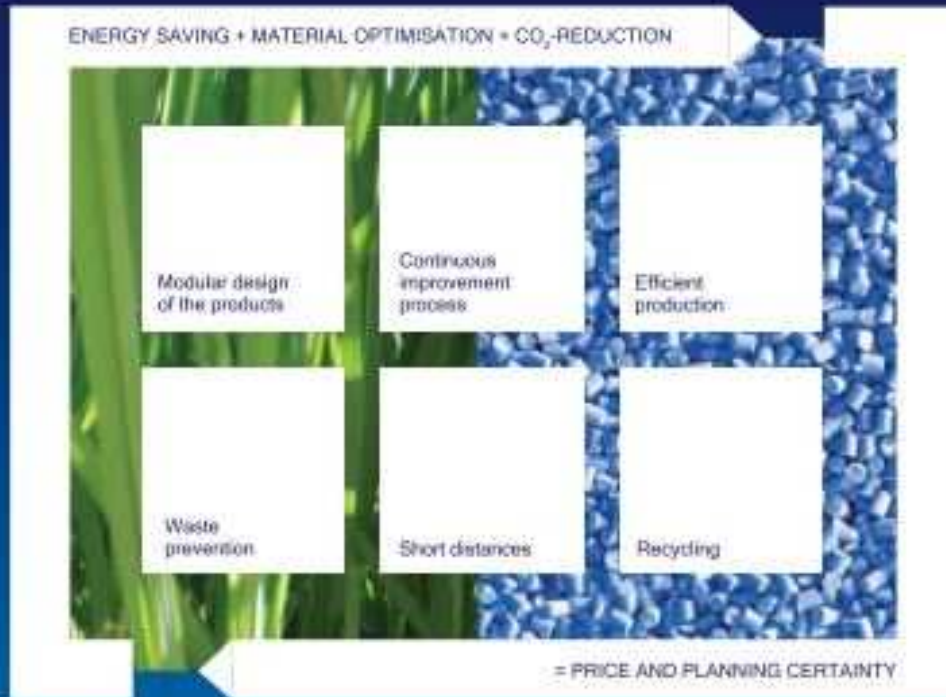 ENERGY SAVING + MATERIAL OPTIMISATION + CO₂-REDUCTION
Modular design
of the products
Continuous
improvement
process
Efficient
production
Waste
prevention
Short distances
Recycling
= PRICE AND PLANNING CERTAINTY